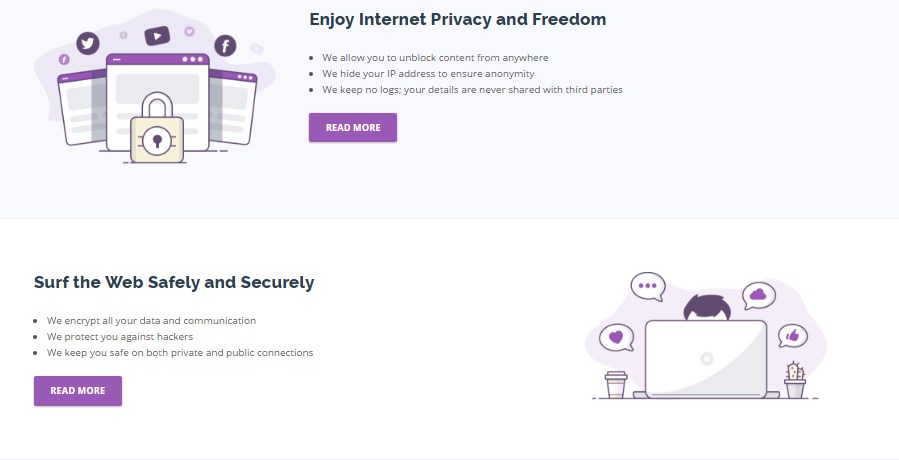 Enjoy Internet Privacy and Freedom
We allow you to unblock content from anywhere
We hide your IP address to ensure anonymity
We keep no logs; your details are never shared with third parties
READ MORE
Surf the Web Safely and Securely
We encrypt all your data and communication
We protect you against hackers
We keep you safe on both private and public connections
READ MORE